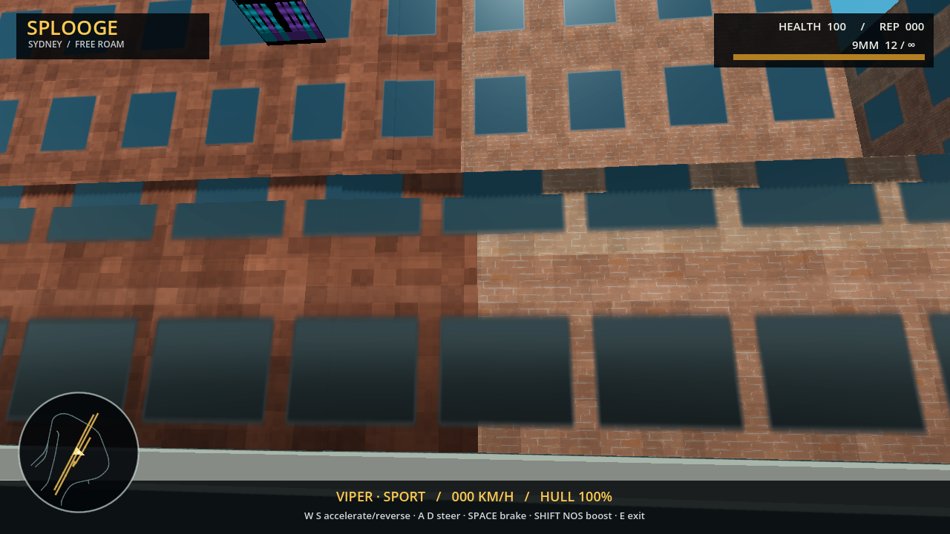 SPLOOGE
SYDNEY / FREE ROAM
HEALTH 100 / REP 000
9MM 12 / ∞
VIPER · SPORT / 000 KM/H / HULL 100%
W S accelerate/reverse · A D steer · SPACE brake · SHIFT NOS boost · E exit